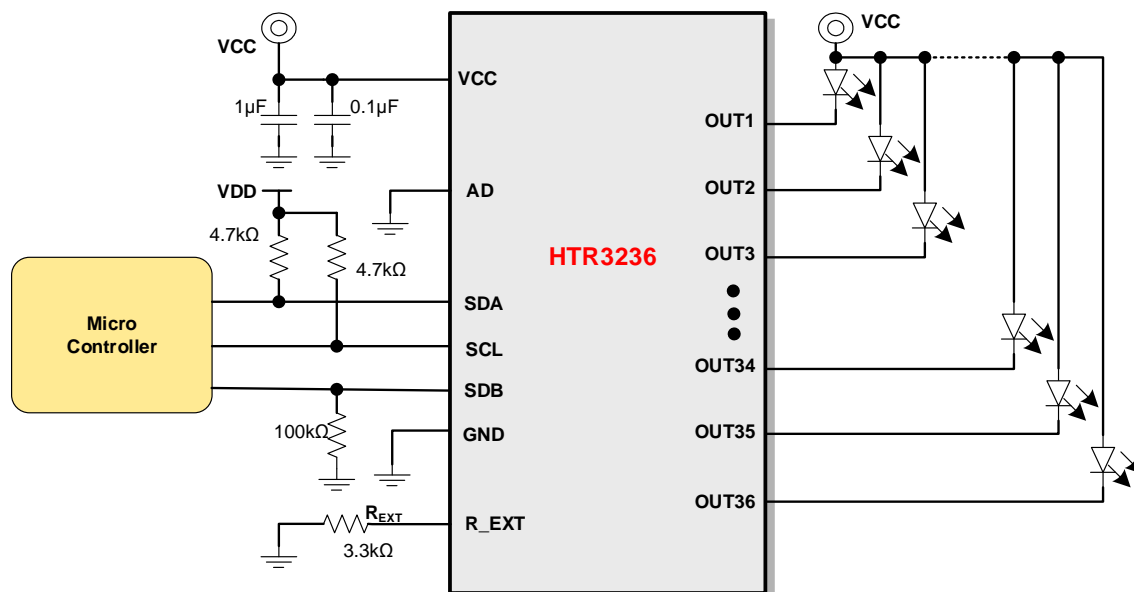 VCC
VCC
1µF
0.1µF
VCC
OUT1
VDD
AD
OUT2
4.7kΩ
4.7kΩ
HTR3236
OUT3
Micro
Controller
SDA
SCL
OUT34
SDB
100kΩ
GND
OUT35
OUT36
REXT
R_EXT
3.3kΩ